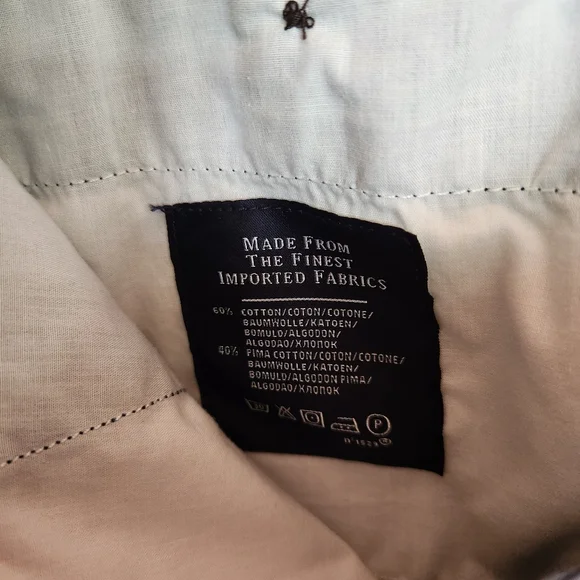 MADE FROM
THE FINEST
IMPORTED FABRICS
60% COTTON/COTON/COTONE/
BAUMWOLLE/KATOEN/
BOMULD/ALGODON/
ALGODAO/ХЛОПОК
40% PIMA COTTON/COTON/COTONE/
BAUMWOLLE/KATOEN/
BOMULD/ALGODON PIMA/
ALGODAO/ХЛОПОК
P